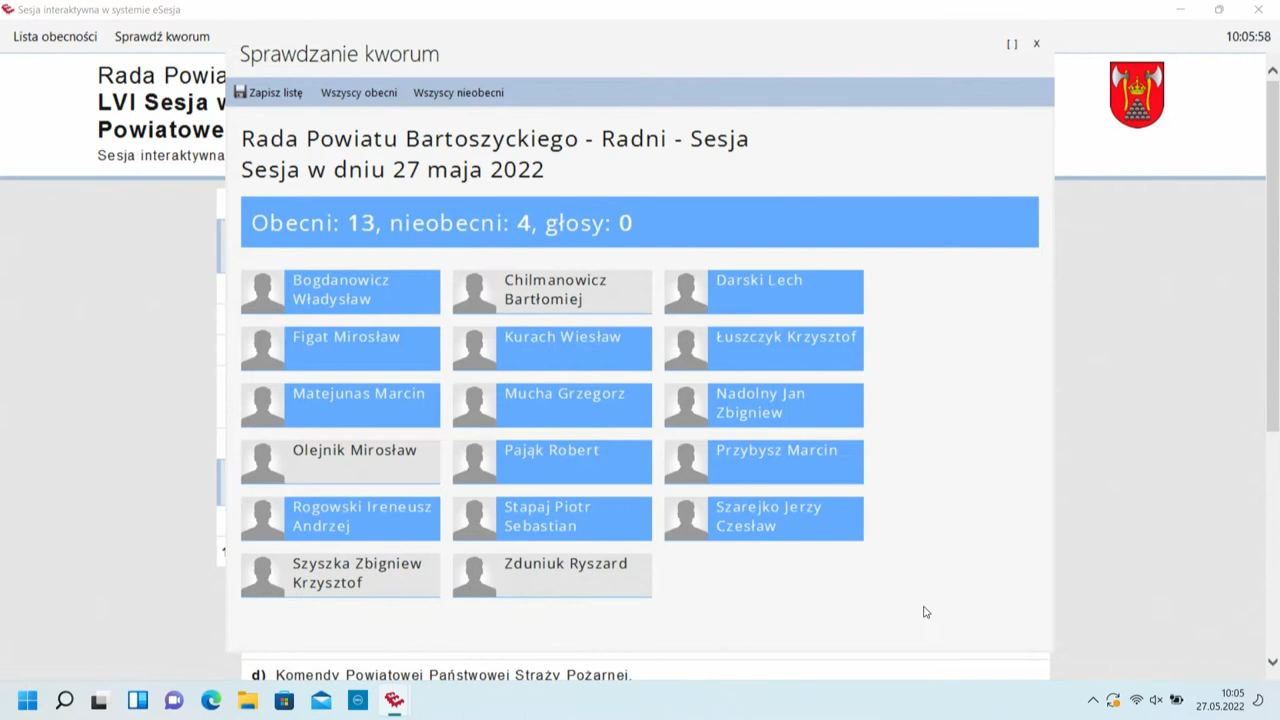 Sesja interaktywna w systemie eSesja
Lista obecności Sprawdź kworum
10:05:58
Sprawdzanie kworum
[ ] X
Rada Powia
LVI Sesja w
Powiatowe
Sesja interaktywna
Zapisz listę Wszyscy obecni Wszyscy nieobecni
Rada Powiatu Bartoszyckiego - Radni - Sesja
Sesja w dniu 27 maja 2022
Obecni: 13, nieobecni: 4, głosy: 0
Bogdanowicz
Władysław
Chilmanowicz
Bartłomiej
Darski Lech
Figat Mirosław
Kurach Wiesław
Łuszczyk Krzysztof
Matejunas Marcin
Mucha Grzegorz
Nadolny Jan
Zbigniew
Olejnik Mirosław
Pająk Robert
Przybysz Marcin
Rogowski Ireneusz
Andrzej
Stapaj Piotr
Sebastian
Szarejko Jerzy
Czesław
Szyszka Zbigniew
Krzysztof
Zduniuk Ryszard
d) Komendy Powiatowej Państwowej Straży Pożarnej.
10:05
27.05.2022